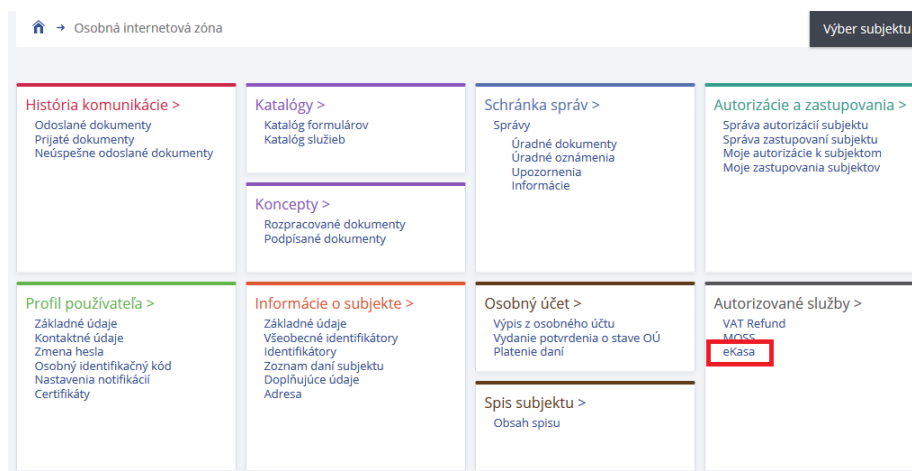 Osobná internetová zóna
Výber subjektu
História komunikácie >
Odoslané dokumenty
Prijaté dokumenty
Neúspešne odoslané dokumenty
Katalógy >
Katalóg formulárov
Katalóg služieb
Koncepty >
Rozpracované dokumenty
Podpísané dokumenty
Schránka správ >
Správy
Úradné dokumenty
Úradné oznámenia
Upozornenia
Informácie
Autorizácie a zastupovania >
Správa autorizácií subjektu
Správa zastupovaní subjektu
Moje autorizácie k subjektom
Moje zastupovania subjektov
Profil používateľa >
Základné údaje
Kontaktné údaje
Zmena hesla
Osobný identifikačný kód
Nastavenia notifikácií
Certifikáty
Informácie o subjekte >
Základné údaje
Všeobecné identifikátory
Identifikátory
Zoznam daní subjektu
Doplňujúce údaje
Adresa
Osobný účet >
Výpis z osobného účtu
Vydanie potvrdenia o stave OÚ
Platenie daní
Spis subjektu >
Obsah spisu
Autorizované služby >
VAT Refund
MOSS
eKasa